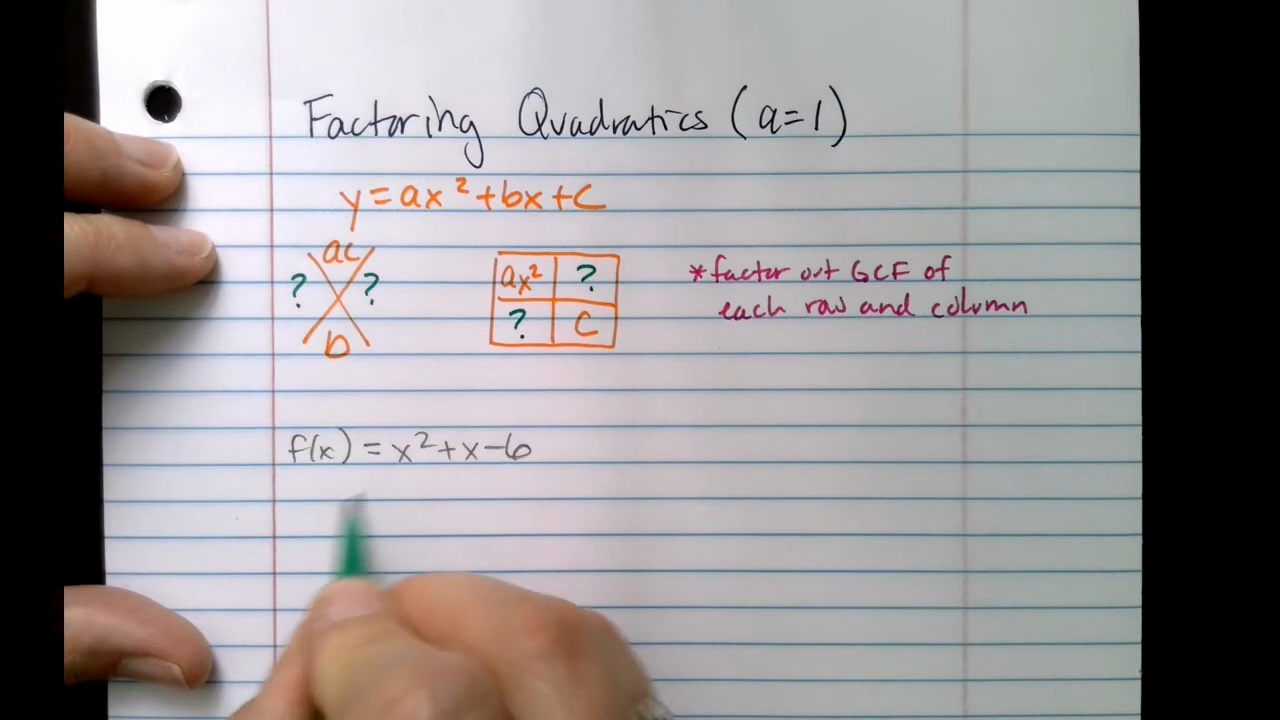 Factoring Quadratics (a=1)
y=ax²+bx+c
ac
? ?
b
ax² ?
? c
*factor out GCF of
each row and column
f(x) = x²+x-6